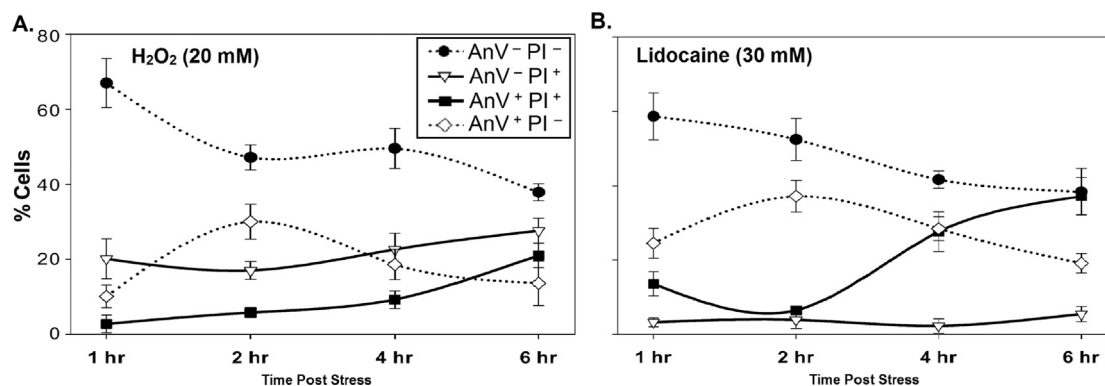 A.
H₂O₂ (20 mM)
AnV⁻ PI⁻
AnV⁻ PI⁺
AnV⁺ PI⁺
AnV⁺ PI⁻
% Cells
80
60
40
20
0
1 hr 2 hr 4 hr 6 hr
Time Post Stress
B.
Lidocaine (30 mM)
1 hr 2 hr 4 hr 6 hr
Time Post Stress